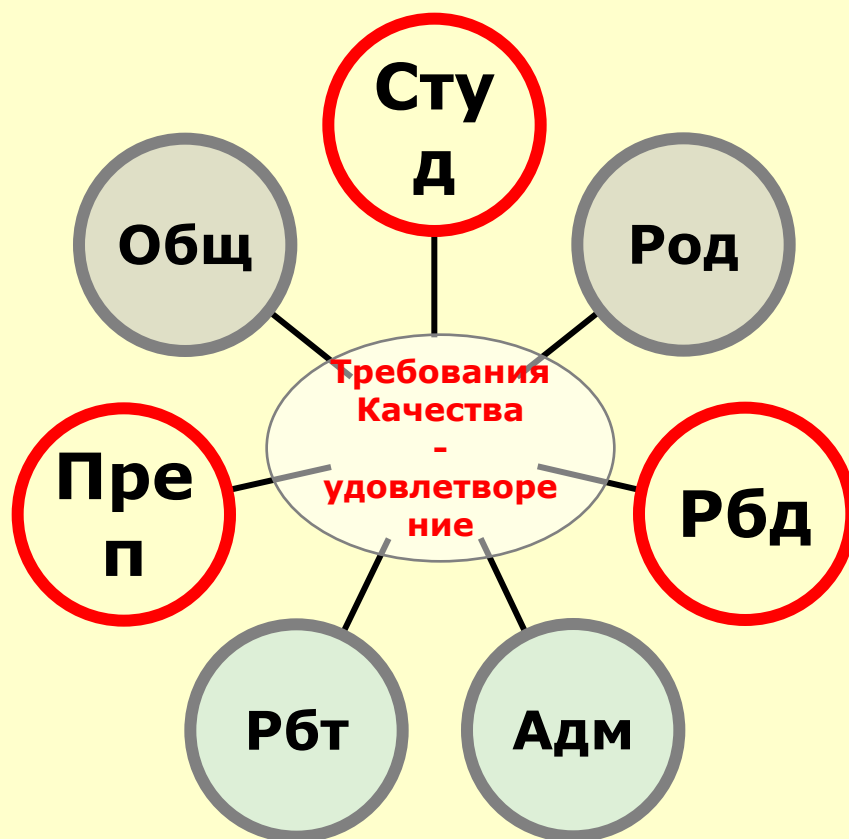 Сту
д
Общ
Род
Требования
Качества
-
удовлетворе
ние
Пре
п
Рбд
Рбт
Адм